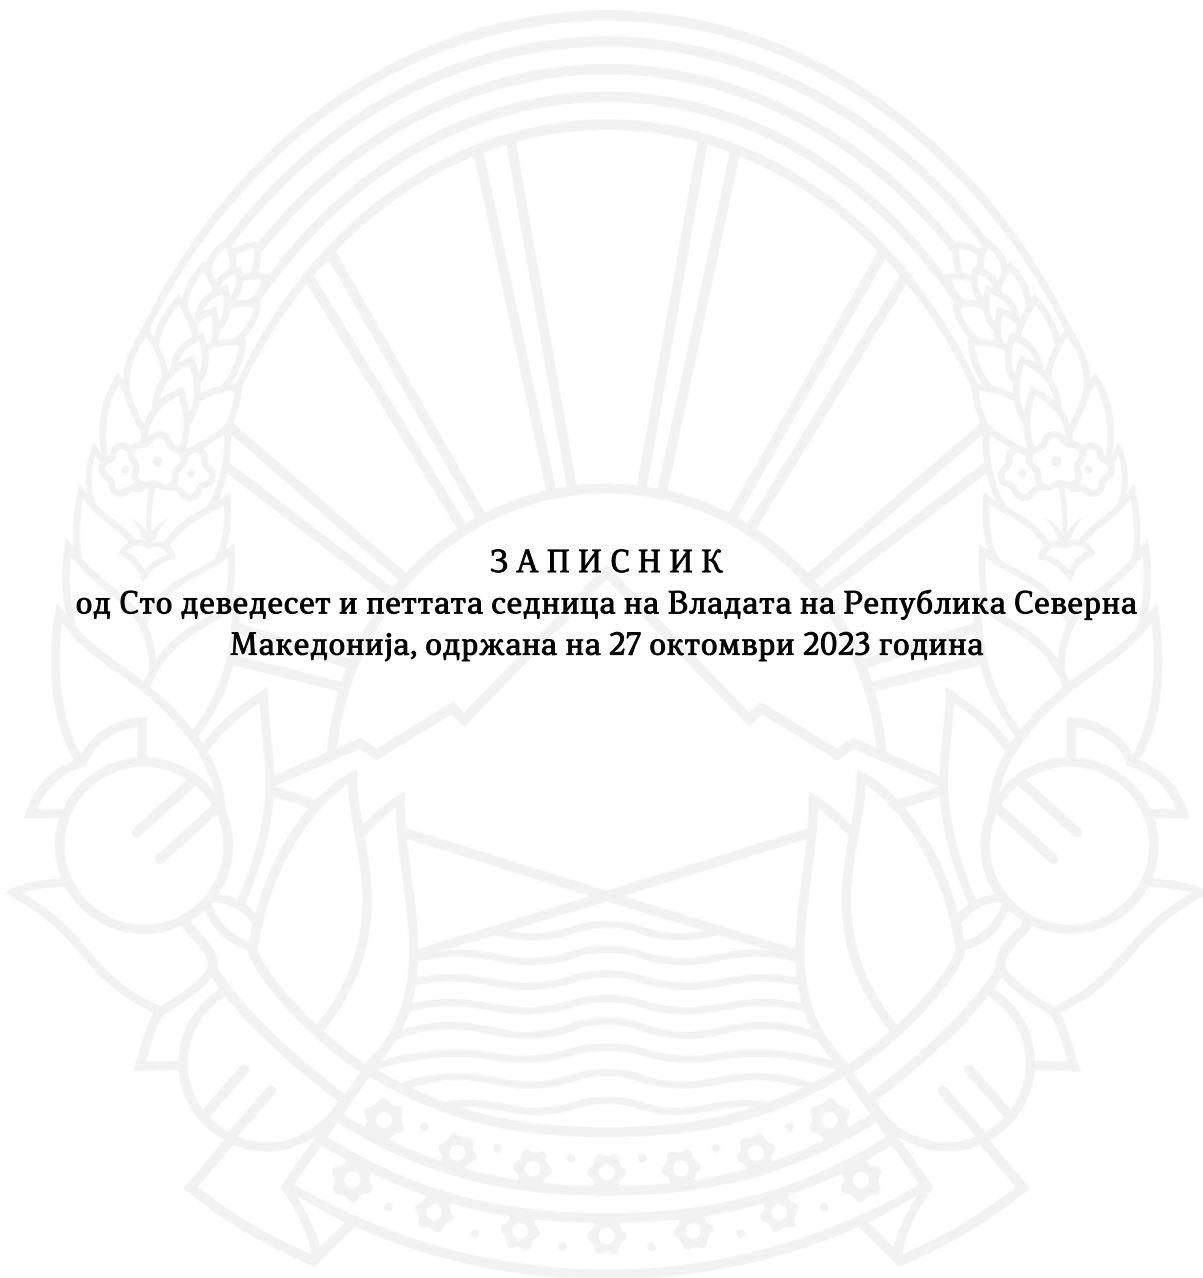 З А П И С Н И К
од Сто деведесет и петтата седница на Владата на Република Северна
Македонија, одржана на 27 октомври 2023 година